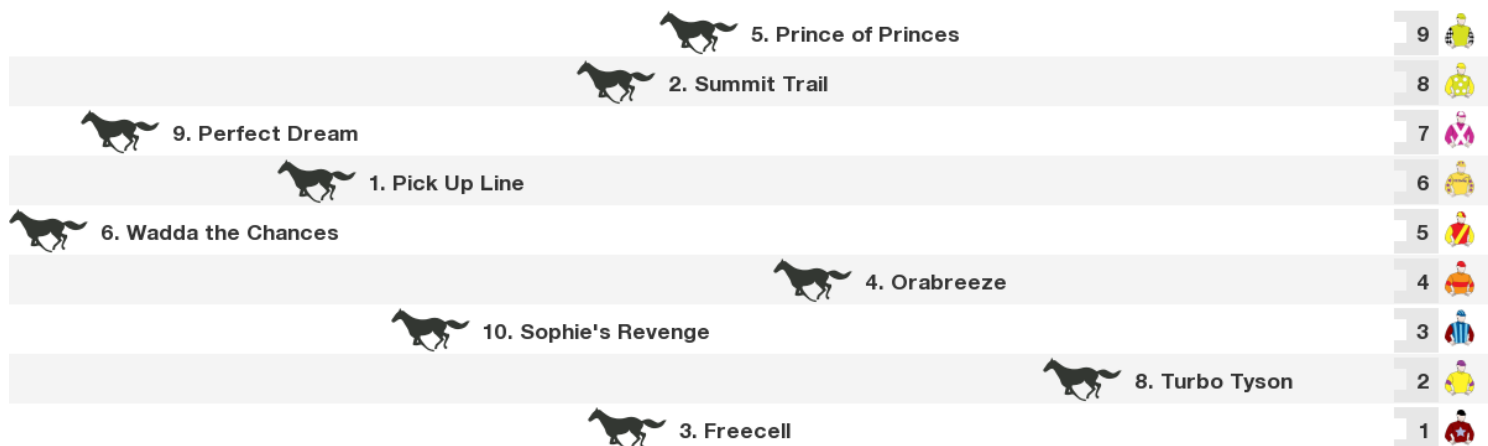 5. Prince of Princes 9
2. Summit Trail 8
9. Perfect Dream 7
1. Pick Up Line 6
6. Wadda the Chances 5
4. Orabreeze 4
10. Sophie's Revenge 3
8. Turbo Tyson 2
3. Freecell 1